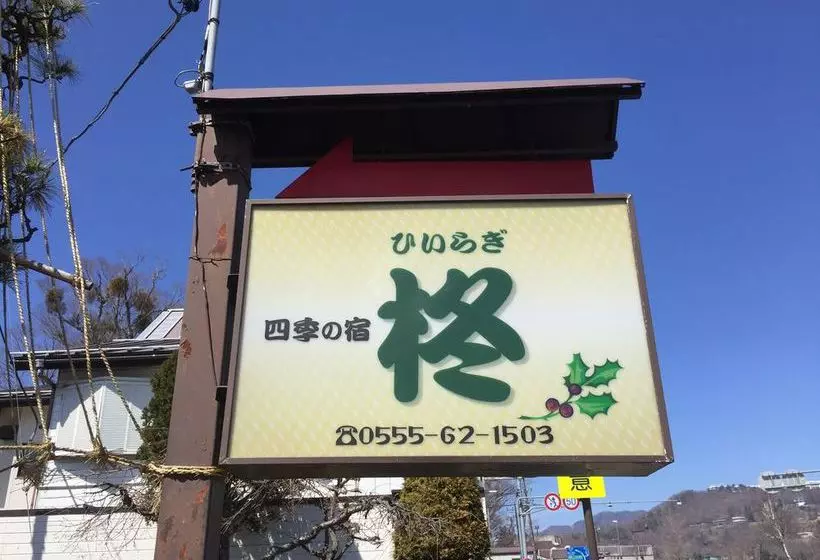 ひいらぎ
四季の宿
柊
☎0555-62-1503
急